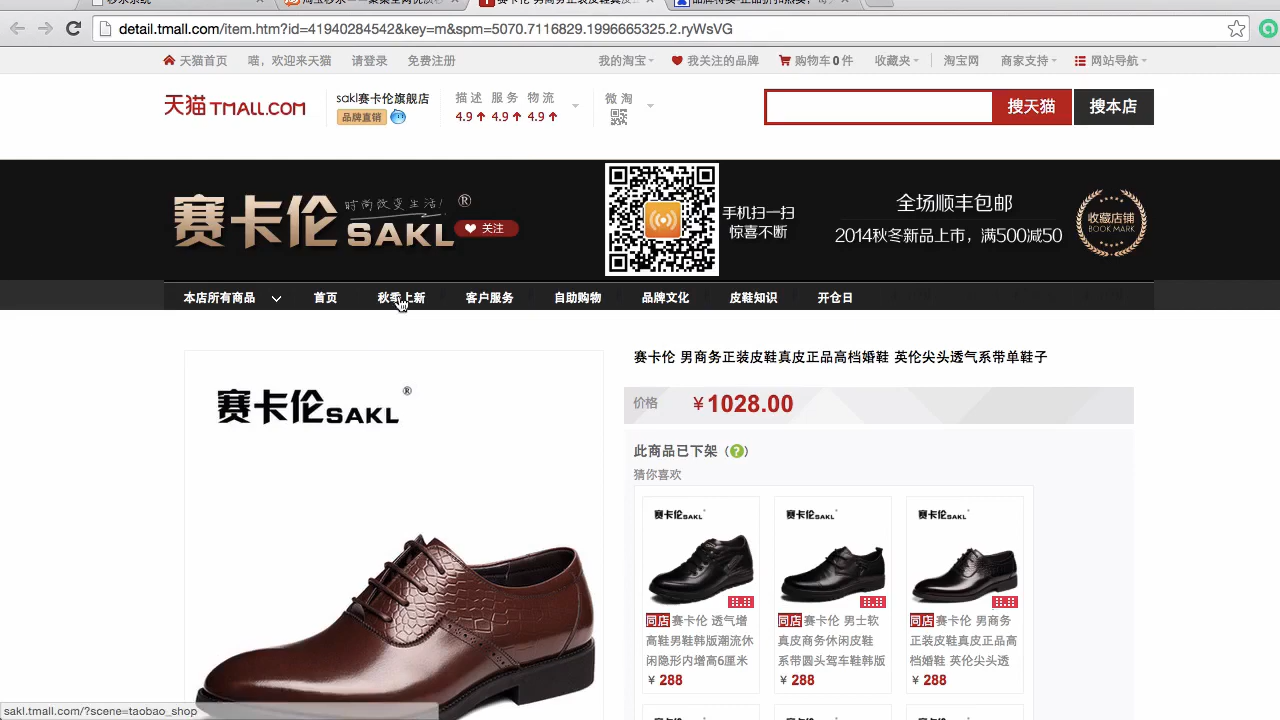 detail.tmall.com/item.htm?id=41940284542&key=m&spm=5070.7116829.1996665325.2.ryWsVG
天猫首页 喵，欢迎来天猫 请登录 免费注册 我的淘宝 我关注的品牌 购物车0件 收藏夹 淘宝网 商家支持 网站导航
天猫 TMALL.COM
sakl赛卡伦旗舰店
品牌直销
描述 服务 物流
4.9 4.9 4.9
微淘
搜天猫
搜本店
赛卡伦
时尚改变生活!
®
SAKL
关注
手机扫一扫
惊喜不断
全场顺丰包邮
2014秋冬新品上市，满500减50
收藏店铺
BOOK MARK
本店所有商品 首页 秋季上新 客户服务 自助购物 品牌文化 皮鞋知识 开仓日
赛卡伦SAKL®
赛卡伦 男商务正装皮鞋真皮正品高档婚鞋 英伦尖头透气系带单鞋子
价格 ¥1028.00
此商品已下架（?）
猜你喜欢
赛卡伦SAKL
同店赛卡伦 透气增
高鞋男鞋韩版潮流休
闲隐形内增高6厘米
¥ 288
赛卡伦SAKL
同店赛卡伦 男士软
真皮商务休闲皮鞋
系带圆头驾车鞋韩版
¥ 288
赛卡伦SAKL
同店赛卡伦 男商务
正装皮鞋真皮正品高
档婚鞋 英伦尖头透
¥ 288
sakl.tmall.com/?scene=taobao_shop